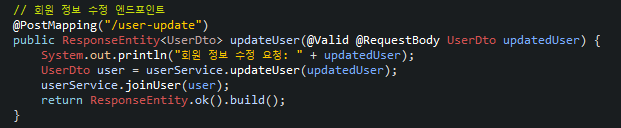 // 회원 정보 수정 엔드포인트
@PostMapping("/user-update")
public ResponseEntity<UserDto> updateUser(@Valid @RequestBody UserDto updatedUser) {
    System.out.println("회원 정보 수정 요청: " + updatedUser);
    UserDto user = userService.updateUser(updatedUser);
    userService.joinUser(user);
    return ResponseEntity.ok().build();
}